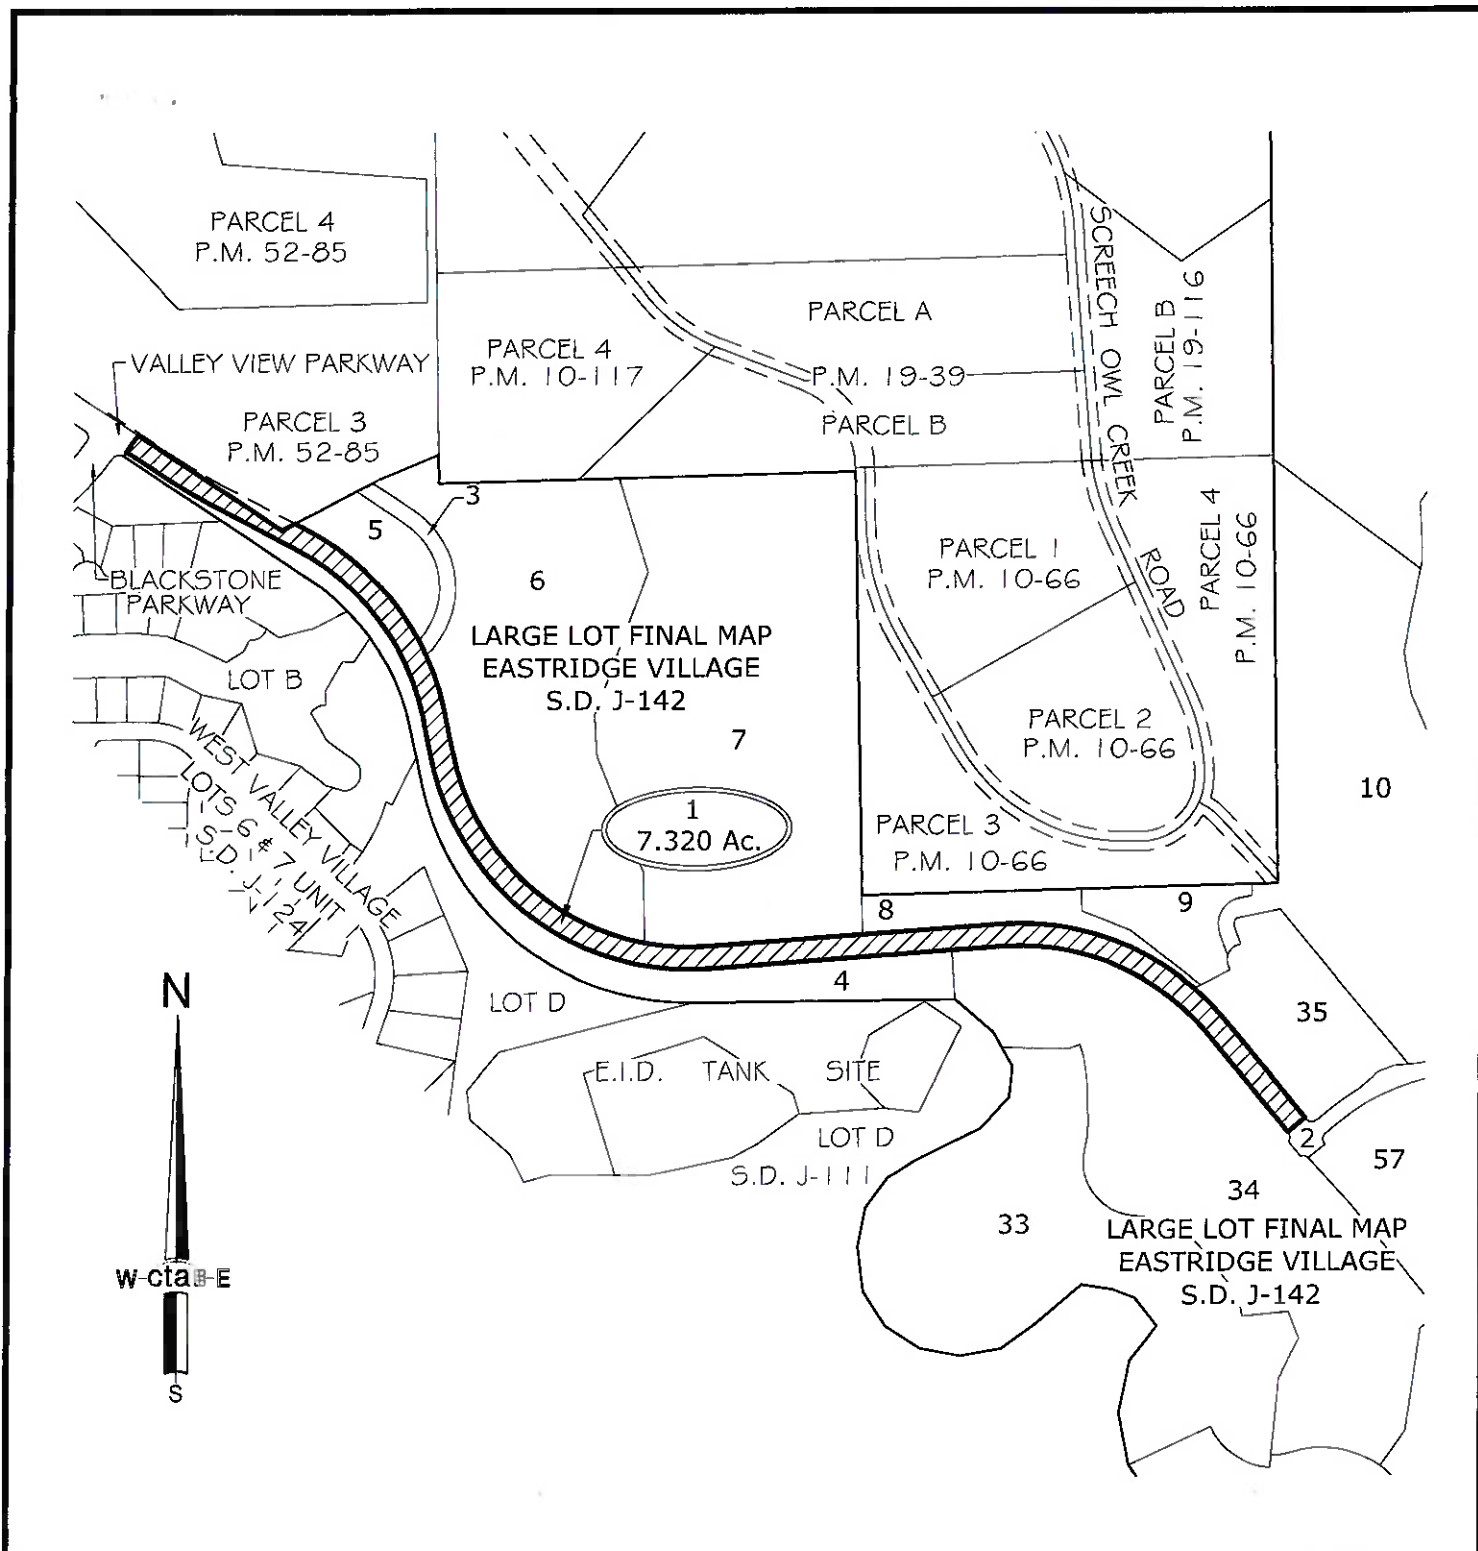 PARCEL 4
P.M. 52-85
VALLEY VIEW PARKWAY
PARCEL 3
P.M. 52-85
PARCEL 4
P.M. 10-117
PARCEL A
P.M. 19-39
PARCEL B
SCREECH OWL CREEK ROAD
PARCEL B
P.M. 19-116
3
5
6
BLACKSTONE
PARKWAY
PARCEL 1
P.M. 10-66
PARCEL 4
P.M. 10-66
LARGE LOT FINAL MAP
EASTRIDGE VILLAGE
S.D. J-142
LOT B
7
PARCEL 2
P.M. 10-66
10
WEST VALLEY VILLAGE
LOTS 6 & 7 UNIT
S.D. J-124
1
7.320 Ac.
PARCEL 3
P.M. 10-66
8
9
4
35
N
LOT D
E.I.D. TANK SITE
LOT D
S.D. J-111
2
57
34
33
LARGE LOT FINAL MAP
EASTRIDGE VILLAGE
S.D. J-142
W-cta-E
S